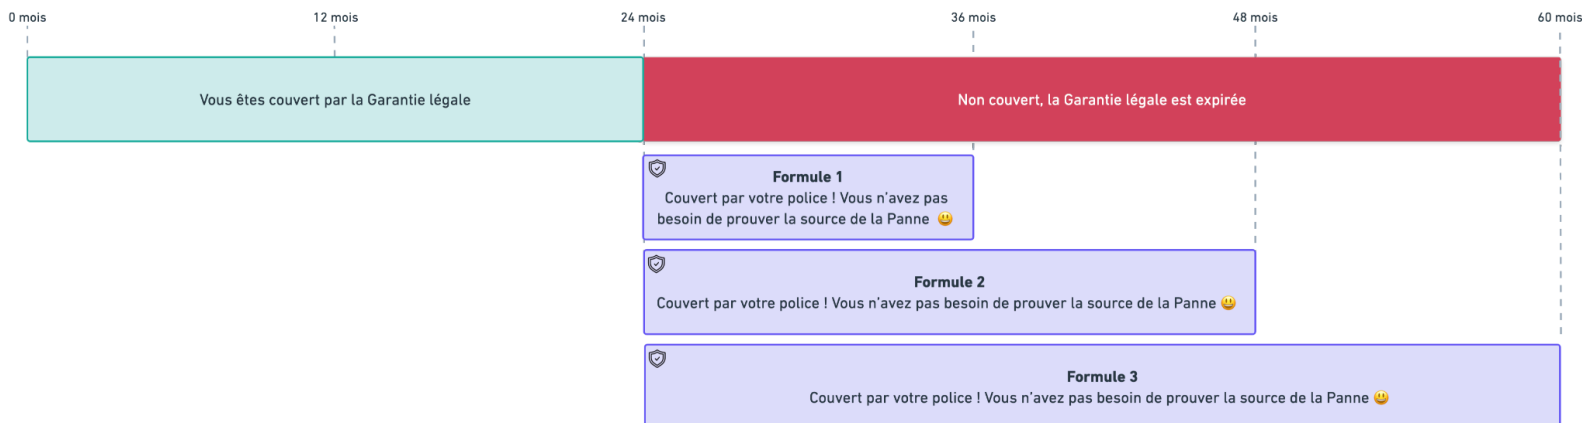 0 mois
12 mois
24 mois
36 mois
48 mois
60 mois
Vous êtes couvert par la Garantie légale
Non couvert, la Garantie légale est expirée
Formule 1
Couvert par votre police ! Vous n'avez pas
besoin de prouver la source de la Panne 😃
Formule 2
Couvert par votre police ! Vous n'avez pas besoin de prouver la source de la Panne 😃
Formule 3
Couvert par votre police ! Vous n'avez pas besoin de prouver la source de la Panne 😃